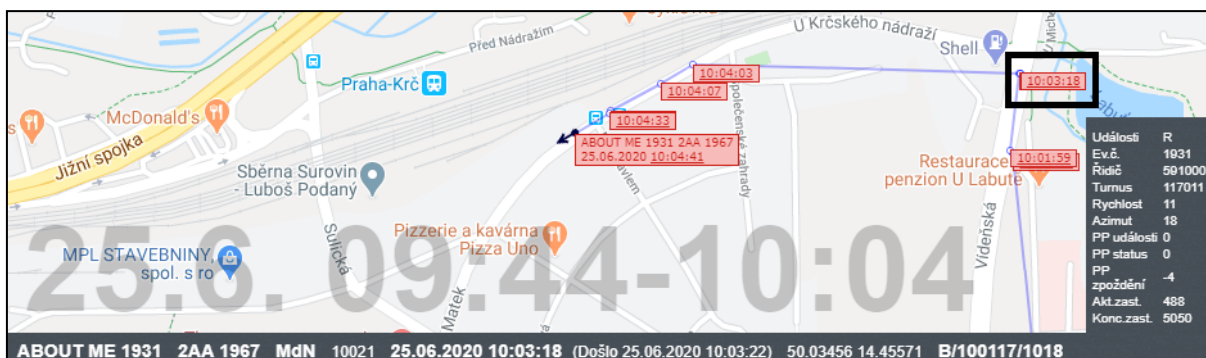 U Krčského nádraží
Před Nádražím
Shell
Praha-Krč
10:04:03
10:04:07
10:03:18
McDonald's
10:04:33
ABOUT ME 1931 2AA 1967
25.06.2020 10:04:41
Jižní spojka
Sběrna Surovin
- Luboš Podaný
společenské zahrady
Restaurace
penzion U Labutě
10:01:59
Vídeňská
Pizzerie a kavárna
Pizza Uno
MPL STAVEBNINY,
spol. s ro
Sulická
Matek
25.6. 09:44-10:04
Události R
Ev.č. 1931
Řidič 591000
Turnus 117011
Rychlost 11
Azimut 18
PP události 0
PP status 0
PP
zpoždění -4
Akt.zast. 488
Konc.zast. 5050
ABOUT ME 1931 2AA 1967 MdN 10021 25.06.2020 10:03:18 (Došlo 25.06.2020 10:03:22) 50.03456 14.45571 B/100117/1018